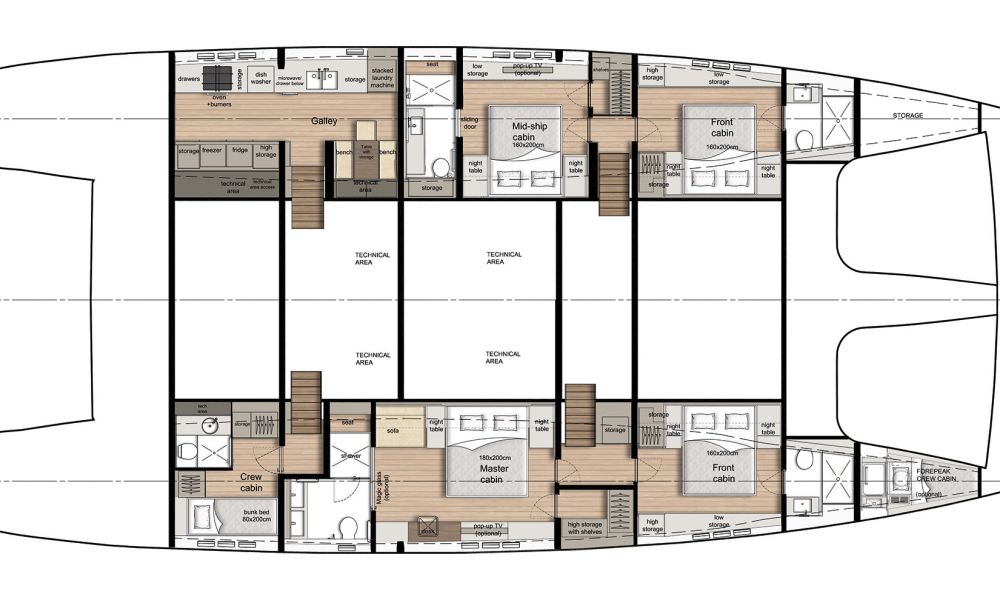 drawers
storage
dish
washer
microwave/
drawer below
storage
stacked
laundry
machine
oven
+burners
Galley
storage
freezer
fridge
high
storage
technical
area
technical
area access
bench
Table
with
storage
bench
technical
area
seat
storage
low
storage
pop-up TV
(optional)
sliding
door
Mid-ship
cabin
160x200cm
night
table
night
table
shelves
high
storage
low
storage
Front
cabin
160x200cm
night
table
storage
night
table
STORAGE
TECHNICAL
AREA
TECHNICAL
AREA
TECHNICAL
AREA
TECHNICAL
AREA
tech
area
storage
Crew
cabin
bunk bed
80x200cm
seat
shower
Magic glass
(optional)
sofa
night
table
night
table
180x200cm
Master
cabin
desk
pop-up TV
(optional)
storage
high storage
with shelves
storage
night
table
night
table
160x200cm
Front
cabin
high
storage
low
storage
FOREPEAK
CREW CABIN
(optional)